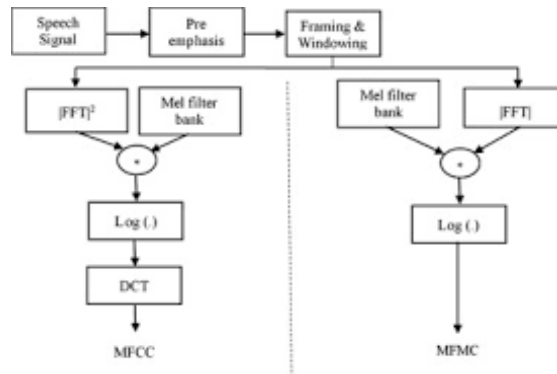 Speech
Signal
Pre
emphasis
Framing &
Windowing
|FFT|²
Mel filter
bank
*
Log (.)
DCT
MFCC
Mel filter
bank
|FFT|
*
Log (.)
MFMC